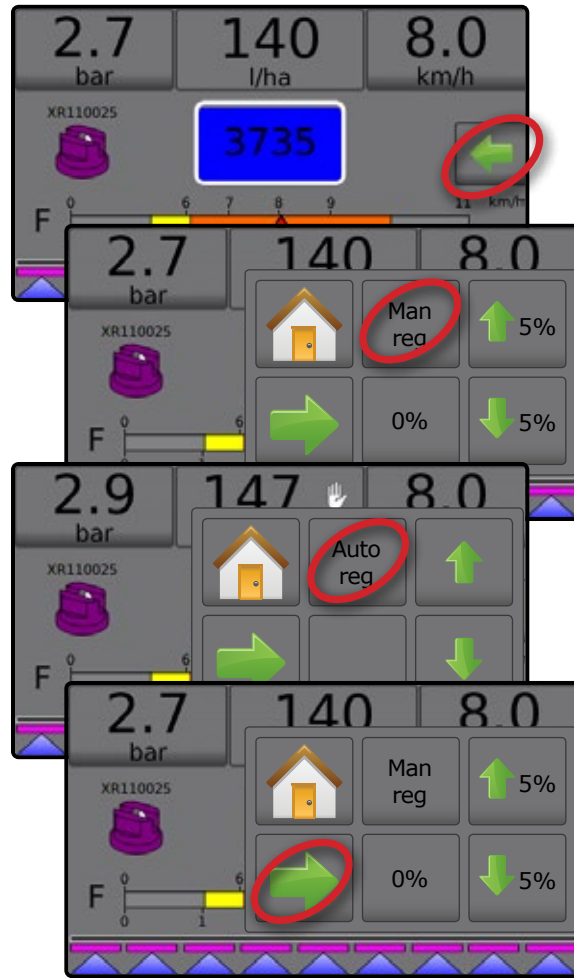 2.7 140 8.0
bar l/ha km/h
XR110025
3735
0 6 7 8 9 11 km/h
F
2.7 140 8.0
bar
Man reg 5%
XR110025
0% 5%
0 6
F
0 1
2.9 147 8.0
bar
Auto reg
XR110025
0 6
F
2.7 140 8.0
bar
Man reg 5%
XR110025
0% 5%
0 6
F
0 1